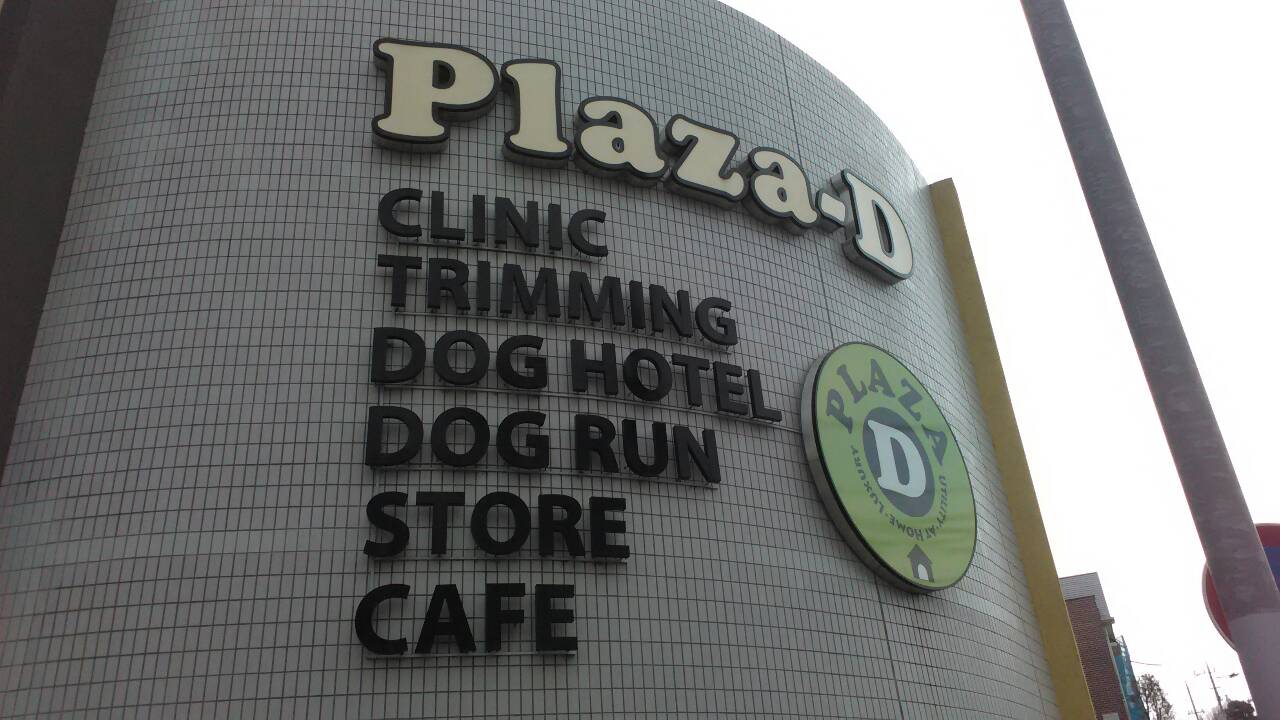 Plaza-D
CLINIC
TRIMMING
DOG HOTEL
DOG RUN
STORE
CAFE
PLAZA
D
UTILITY·AT HOME·LUXURY